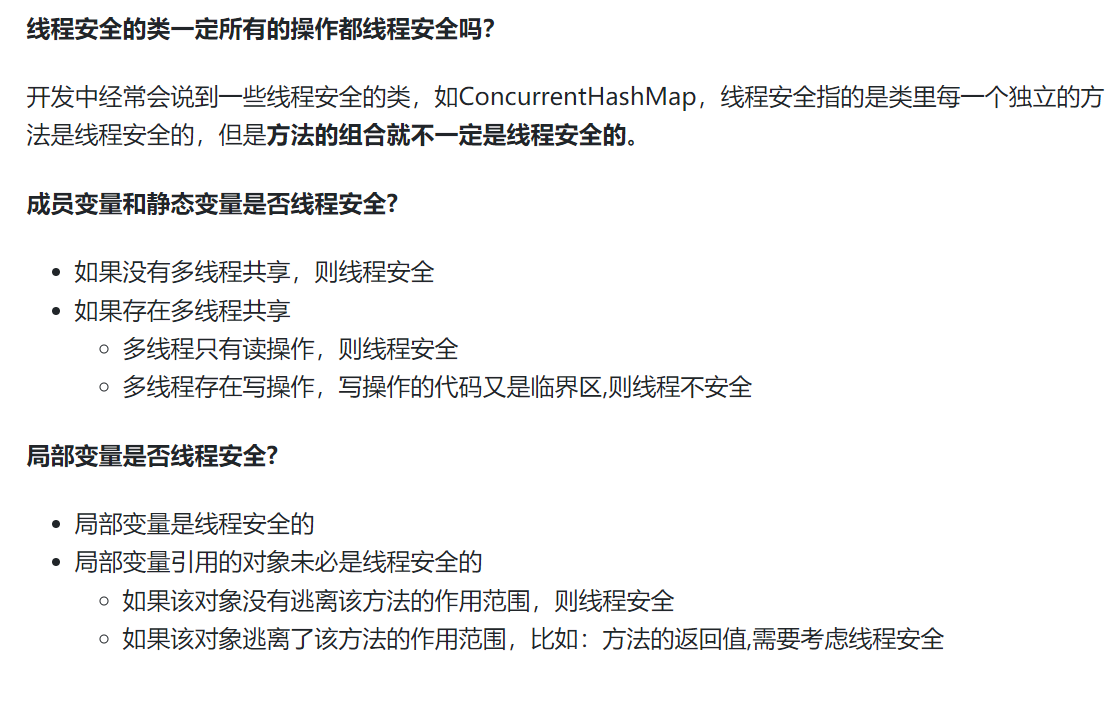 线程安全的类一定所有的操作都线程安全吗？
开发中经常会说到一些线程安全的类，如ConcurrentHashMap，线程安全指的是类里每一个独立的方
法是线程安全的，但是方法的组合就不一定是线程安全的。
成员变量和静态变量是否线程安全？
• 如果没有多线程共享，则线程安全
• 如果存在多线程共享
◦ 多线程只有读操作，则线程安全
◦ 多线程存在写操作，写操作的代码又是临界区,则线程不安全
局部变量是否线程安全？
• 局部变量是线程安全的
• 局部变量引用的对象未必是线程安全的
◦ 如果该对象没有逃离该方法的作用范围，则线程安全
◦ 如果该对象逃离了该方法的作用范围，比如：方法的返回值,需要考虑线程安全